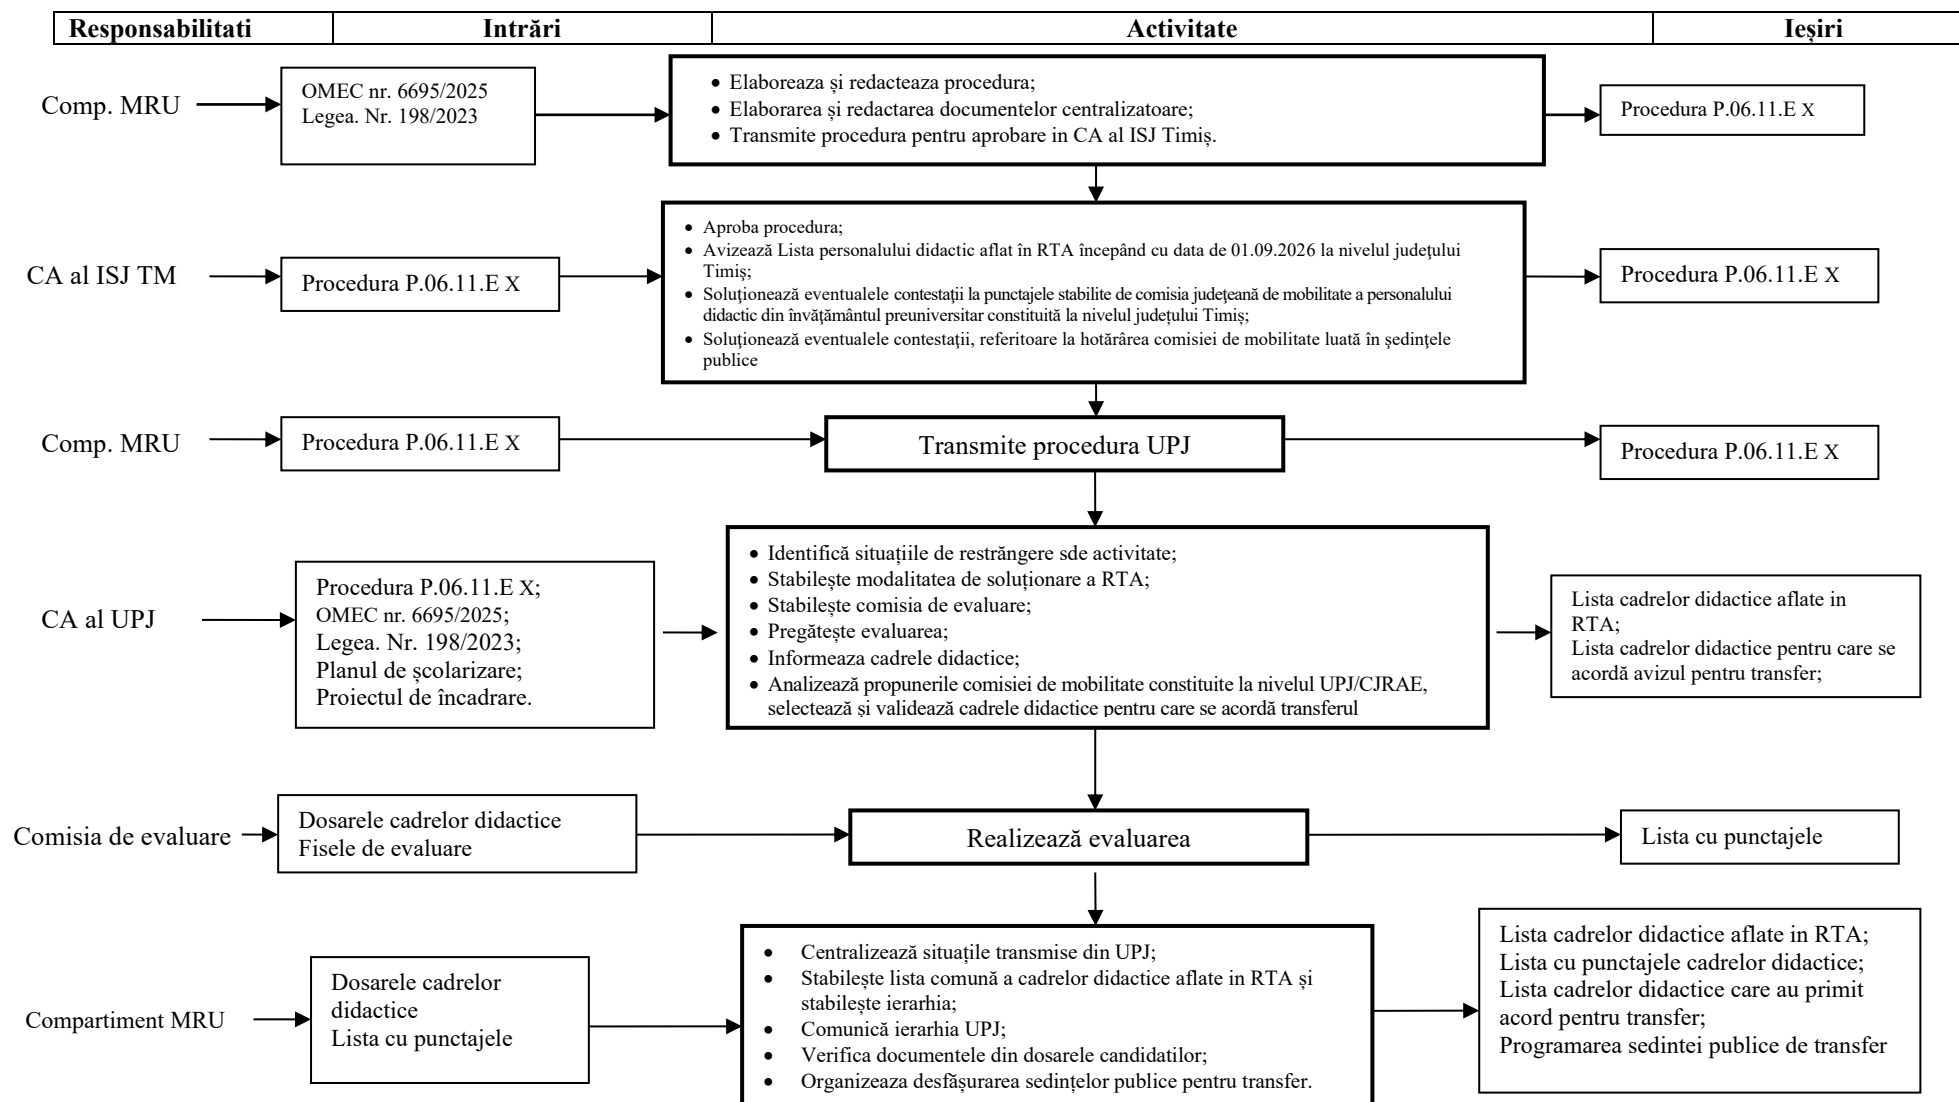 Responsabilitati Intrări Activitate Ieșiri
Comp. MRU
OMEC nr. 6695/2025
Legea. Nr. 198/2023
• Elaboreaza și redacteaza procedura;
• Elaborarea și redactarea documentelor centralizatoare;
• Transmite procedura pentru aprobare in CA al ISJ Timiș.
Procedura P.06.11.E X
CA al ISJ TM
Procedura P.06.11.E X
• Aproba procedura;
• Avizează Lista personalului didactic aflat în RTA începând cu data de 01.09.2026 la nivelul judeţului
Timiş;
• Soluţionează eventualele contestaţii la punctajele stabilite de comisia judeţeană de mobilitate a personalului
didactic din învăţământul preuniversitar constituită la nivelul județului Timiș;
• Soluţionează eventualele contestaţii, referitoare la hotărârea comisiei de mobilitate luată în şedinţele
publice
Procedura P.06.11.E X
Comp. MRU
Procedura P.06.11.E X
Transmite procedura UPJ
Procedura P.06.11.E X
CA al UPJ
Procedura P.06.11.E X;
OMEC nr. 6695/2025;
Legea. Nr. 198/2023;
Planul de școlarizare;
Proiectul de încadrare.
• Identifică situațiile de restrângere sde activitate;
• Stabilește modalitatea de soluționare a RTA;
• Stabilește comisia de evaluare;
• Pregătește evaluarea;
• Informeaza cadrele didactice;
• Analizează propunerile comisiei de mobilitate constituite la nivelul UPJ/CJRAE,
selectează și validează cadrele didactice pentru care se acordă transferul
Lista cadrelor didactice aflate in
RTA;
Lista cadrelor didactice pentru care se
acordă avizul pentru transfer;
Comisia de evaluare
Dosarele cadrelor didactice
Fisele de evaluare
Realizează evaluarea
Lista cu punctajele
Compartiment MRU
Dosarele cadrelor
didactice
Lista cu punctajele
• Centralizează situațile transmise din UPJ;
• Stabilește lista comună a cadrelor didactice aflate in RTA și
stabilește ierarhia;
• Comunică ierarhia UPJ;
• Verifica documentele din dosarele candidatilor;
• Organizeaza desfășurarea sedințelor publice pentru transfer.
Lista cadrelor didactice aflate in RTA;
Lista cu punctajele cadrelor didactice;
Lista cadrelor didactice care au primit
acord pentru transfer;
Programarea sedintei publice de transfer